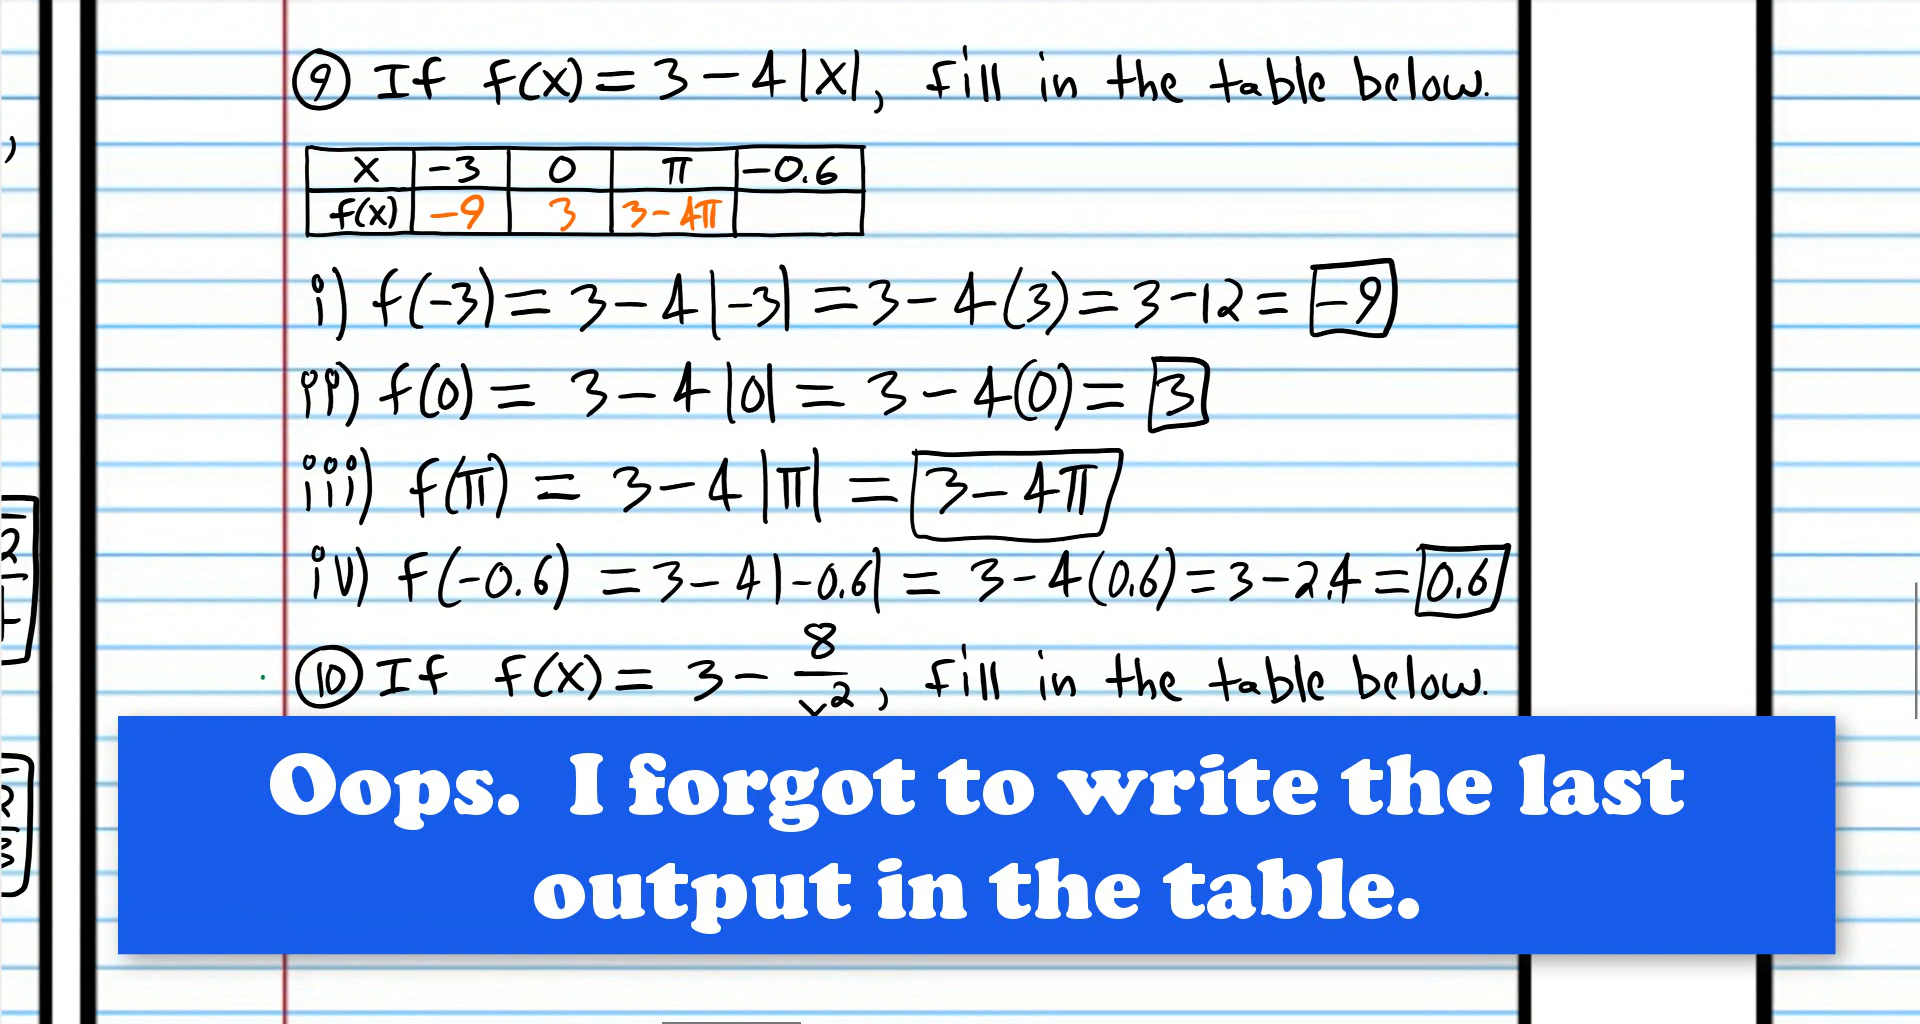 ⑨ If f(x) = 3 - 4|x|, fill in the table below.
x -3 0 π -0.6
f(x) -9 3 3-4π
i) f(-3) = 3 - 4|-3| = 3 - 4(3) = 3 - 12 = -9
ii) f(0) = 3 - 4|0| = 3 - 4(0) = 3
iii) f(π) = 3 - 4|π| = 3 - 4π
iv) f(-0.6) = 3 - 4|-0.6| = 3 - 4(0.6) = 3 - 2.4 = 0.6
⑩ If f(x) = 3 - 8/x², fill in the table below.
Oops. I forgot to write the last
output in the table.